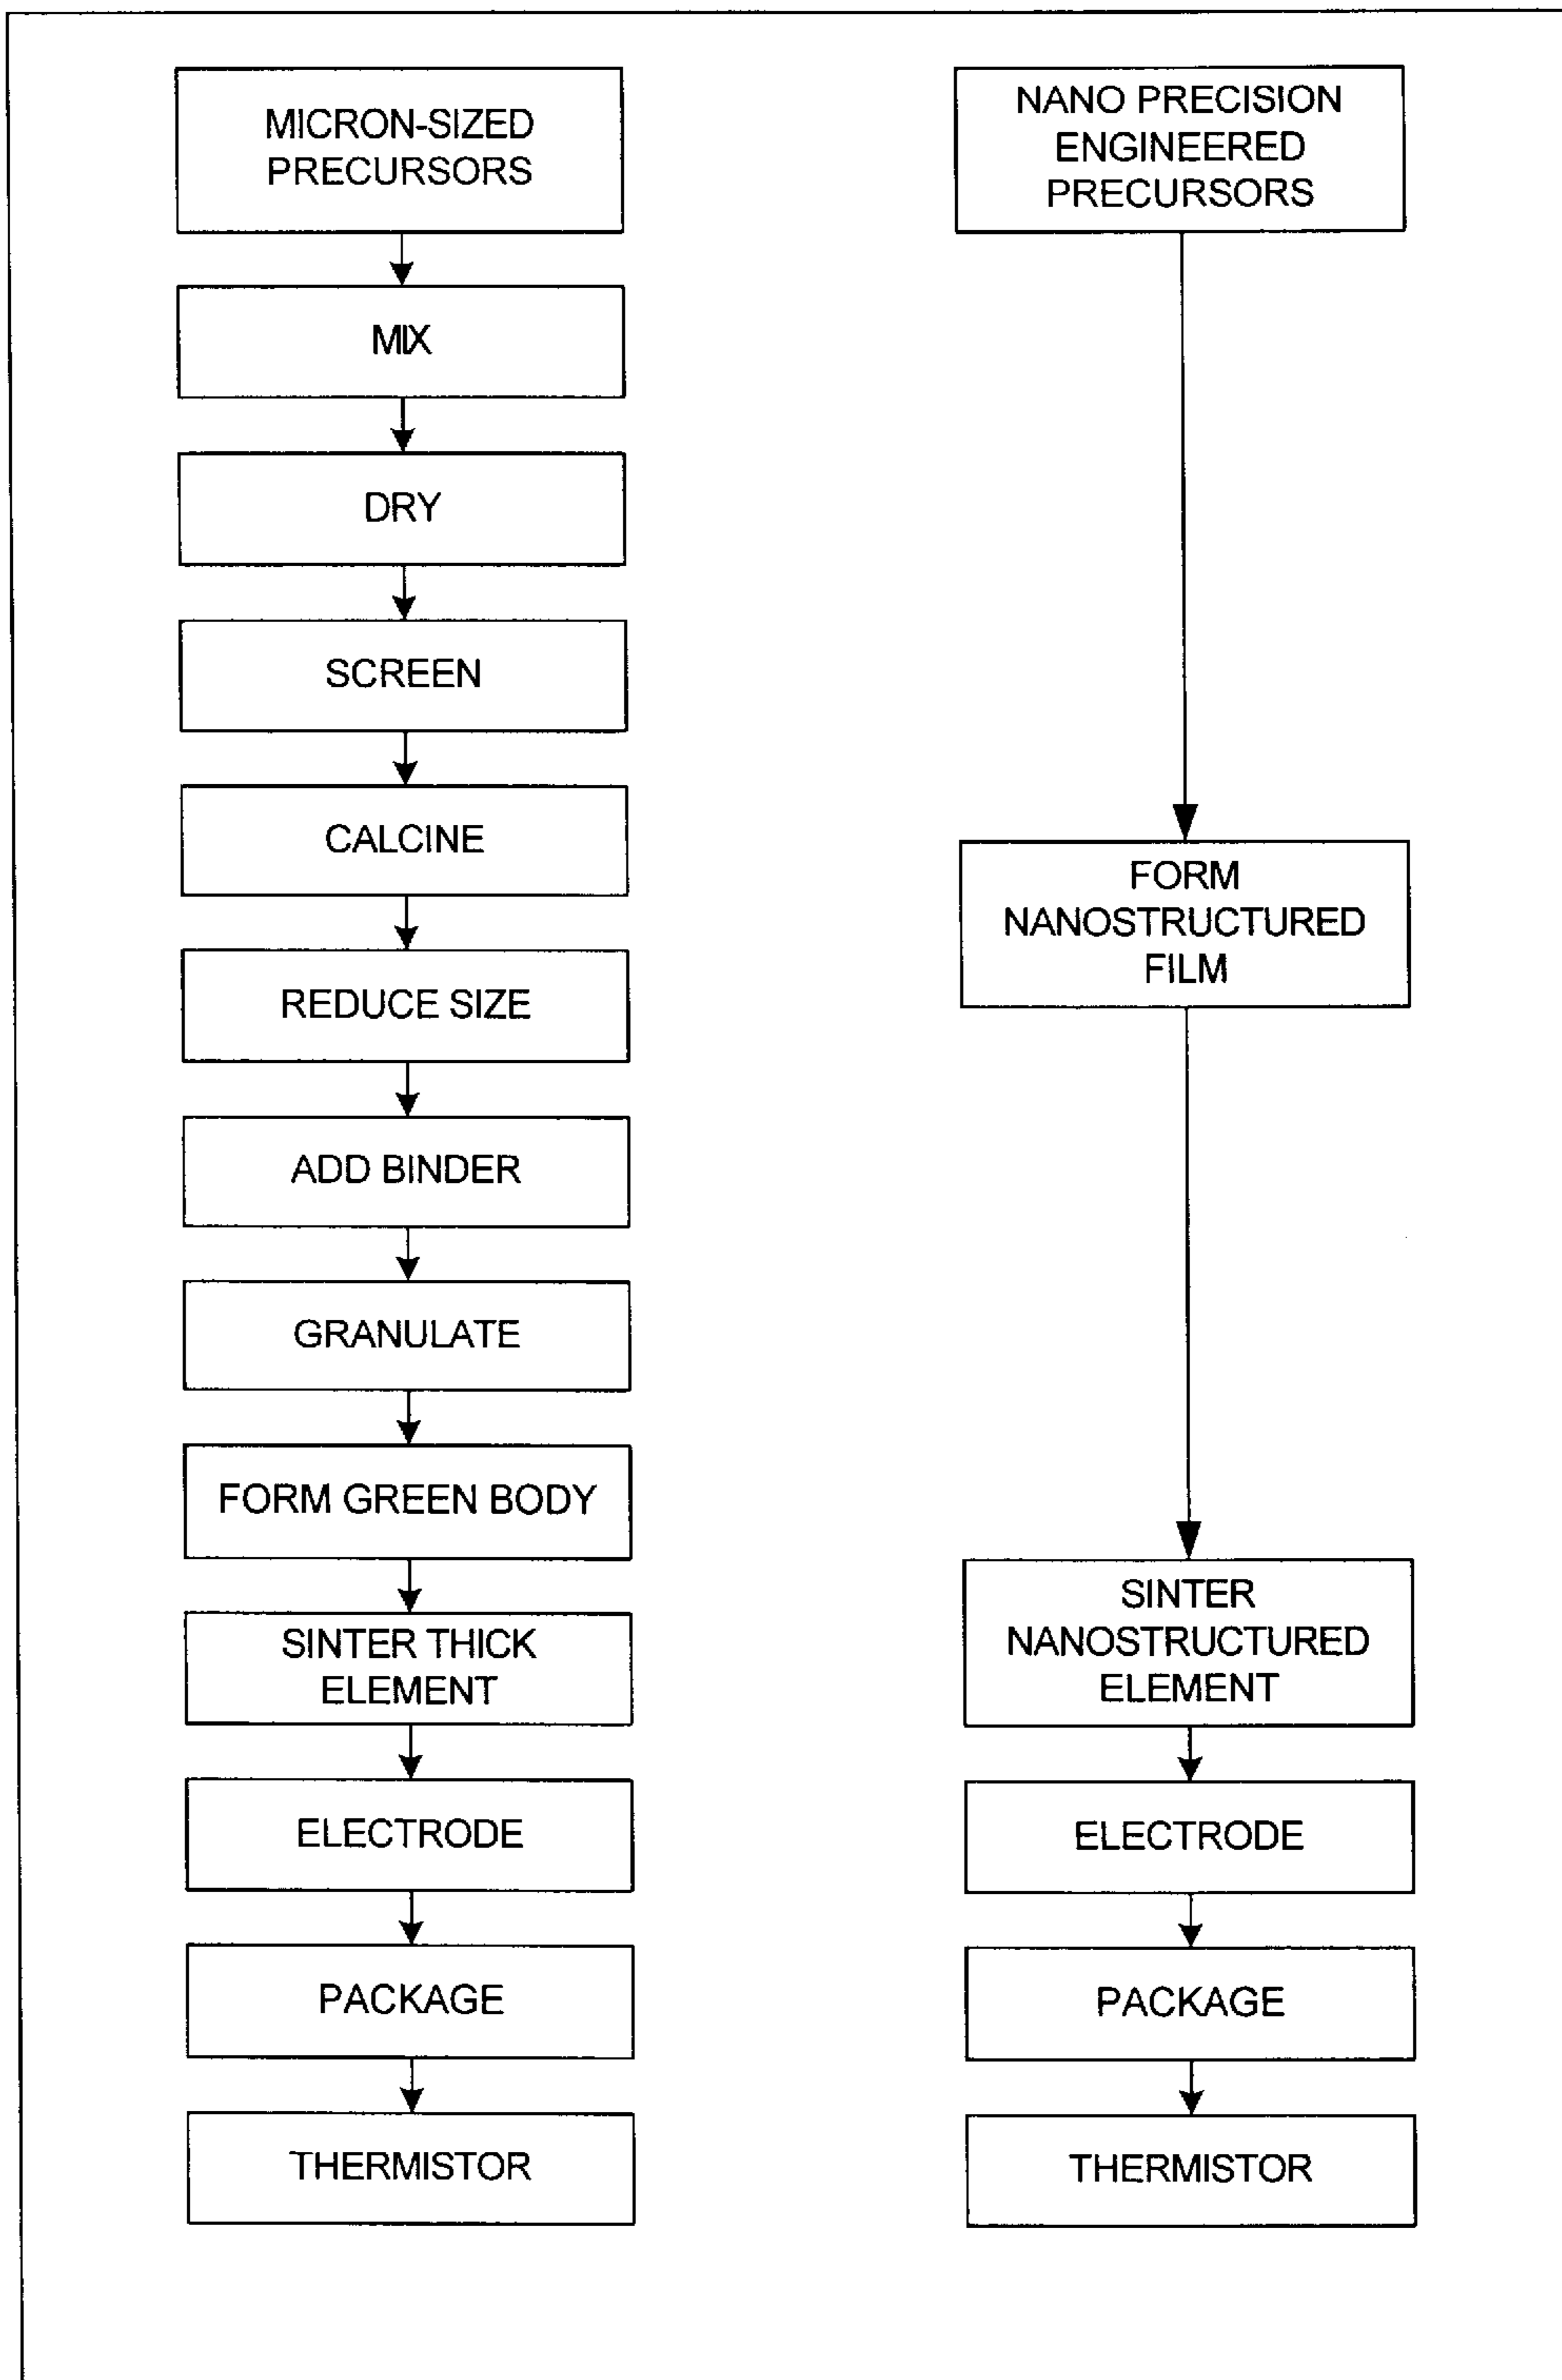 MICRON-SIZED
PRECURSORS
MIX
DRY
SCREEN
CALCINE
REDUCE SIZE
ADD BINDER
GRANULATE
FORM GREEN BODY
SINTER THICK
ELEMENT
ELECTRODE
PACKAGE
THERMISTOR
NANO PRECISION
ENGINEERED
PRECURSORS
FORM
NANOSTRUCTURED
FILM
SINTER
NANOSTRUCTURED
ELEMENT
ELECTRODE
PACKAGE
THERMISTOR